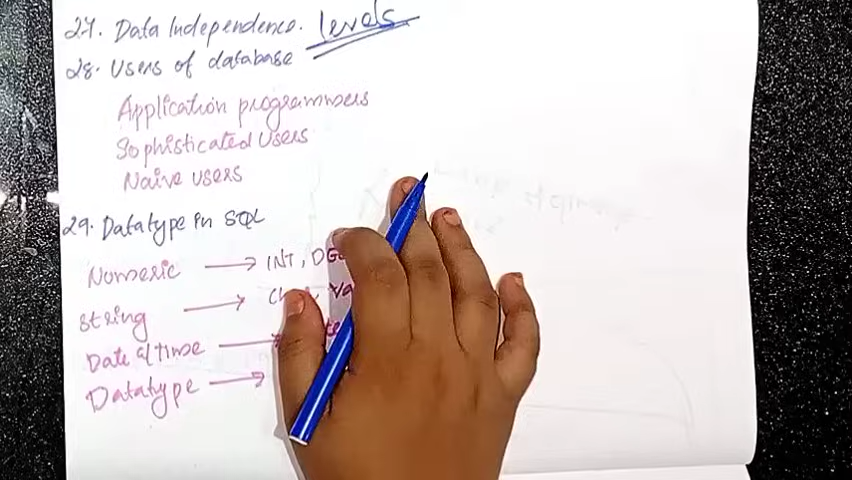 27. Data Independence. levels
28. Users of database
Application programmers
Sophisticated Users
Naive users
29. Datatype in SQL
Numeric → INT,
String →
Date & Time →
Datatype →